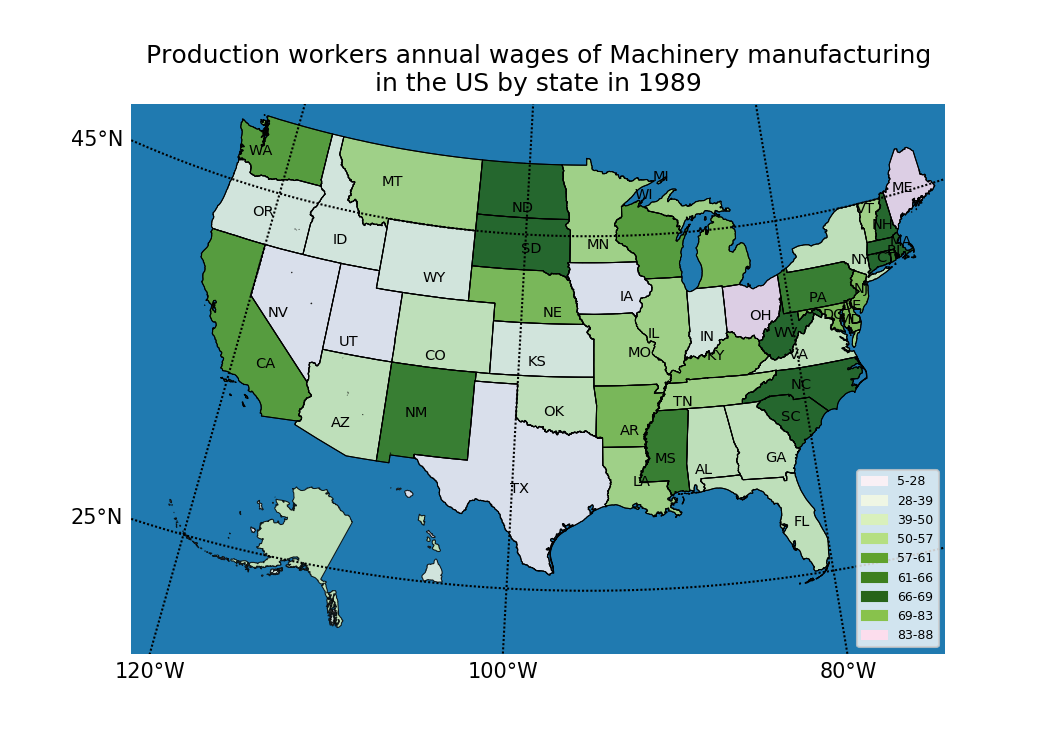 Production workers annual wages of Machinery manufacturing
in the US by state in 1989
45°N
WA
MT
ND
MI
WI
ME
VT
OR
NH
ID
SD
MN
MA
NY
CT
WY
NE
IA
PA
NJ
NV
OH
DE
DC
MD
UT
IL
IN
WV
CO
KS
MO
KY
VA
CA
NC
TN
AZ
NM
OK
AR
SC
MS
GA
AL
LA
TX
FL
25°N
5-28
28-39
39-50
50-57
57-61
61-66
66-69
69-83
83-88
120°W
100°W
80°W